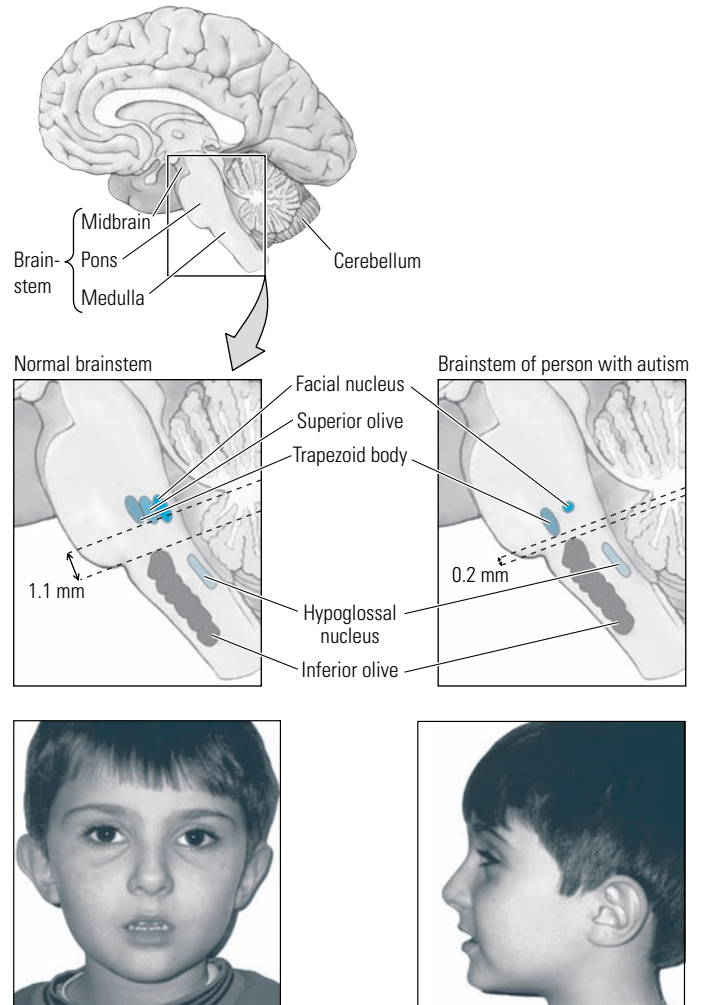 Midbrain
Brain-
stem
Pons
Medulla
Cerebellum
Normal brainstem
Brainstem of person with autism
Facial nucleus
Superior olive
Trapezoid body
1.1 mm
0.2 mm
Hypoglossal
nucleus
Inferior olive